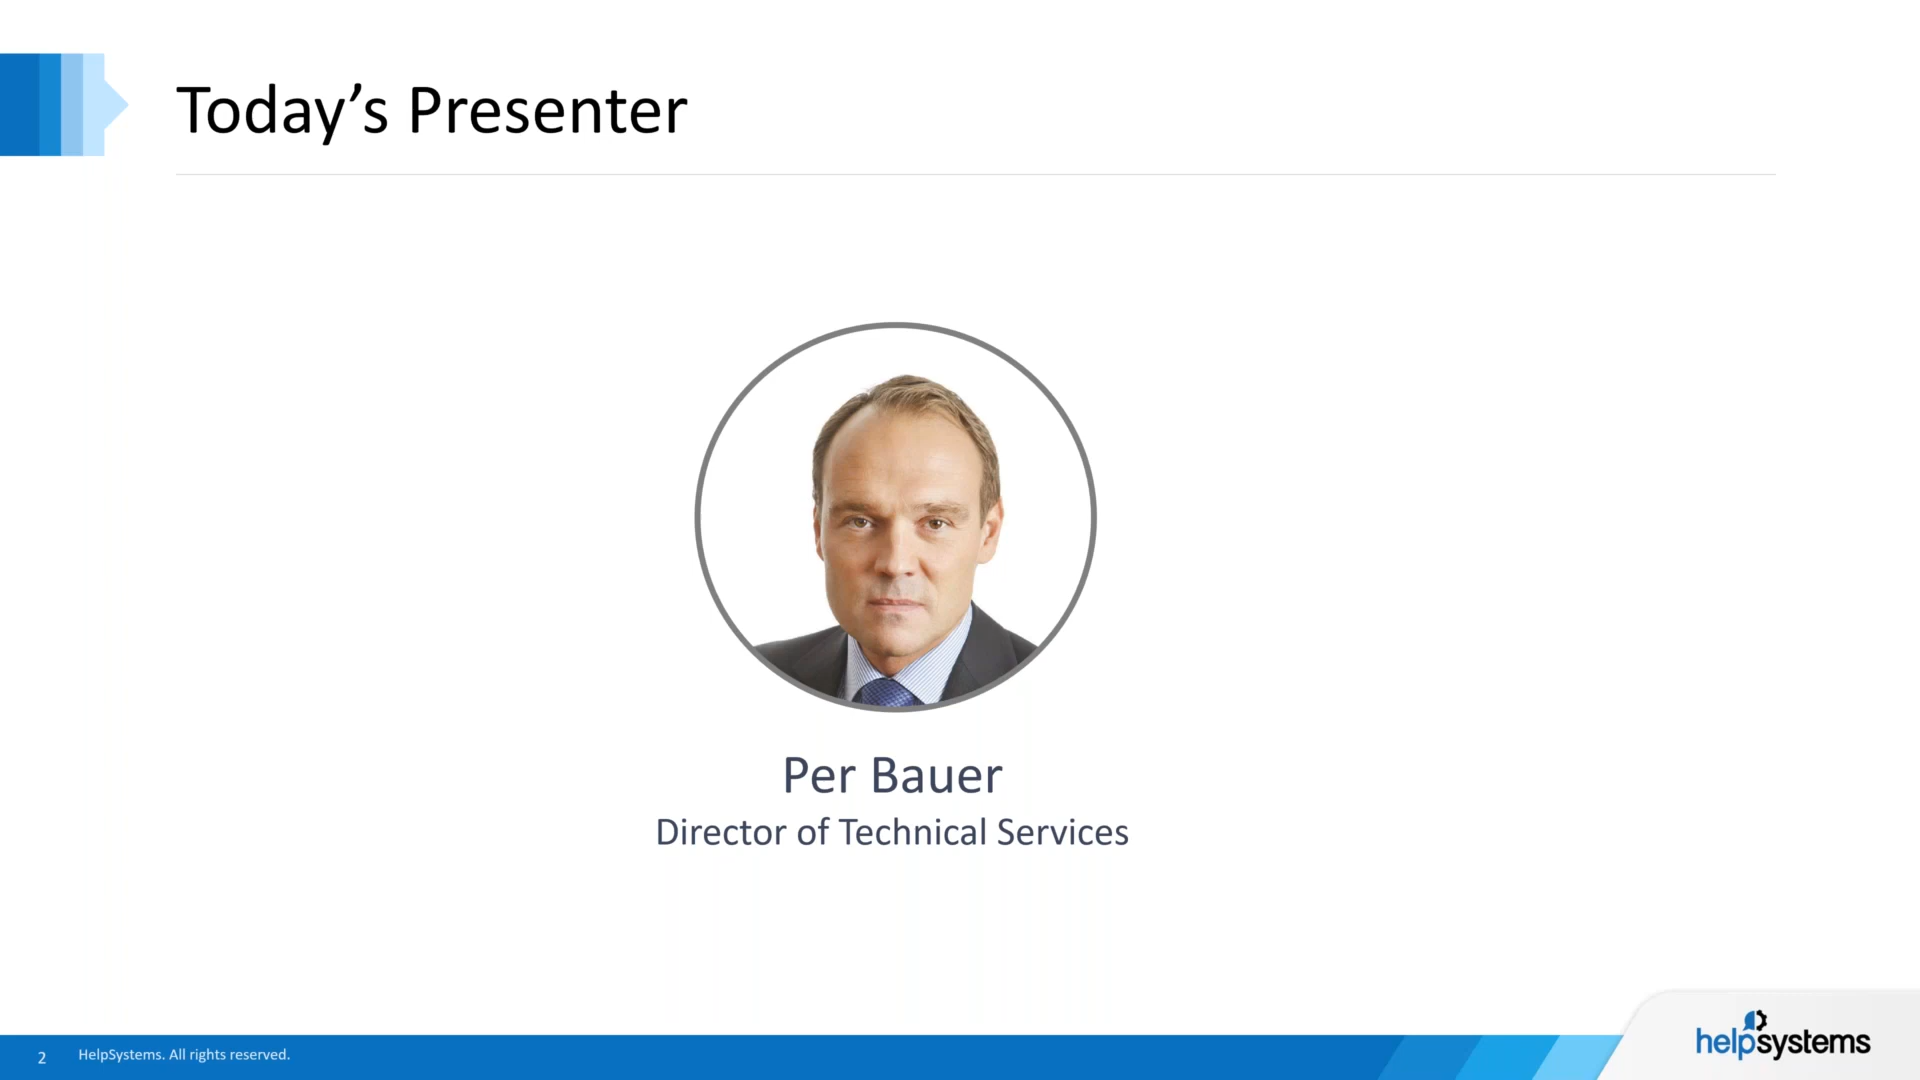 Today’s Presenter
Per Bauer
Director of Technical Services
2
HelpSystems. All rights reserved.
helpsystems